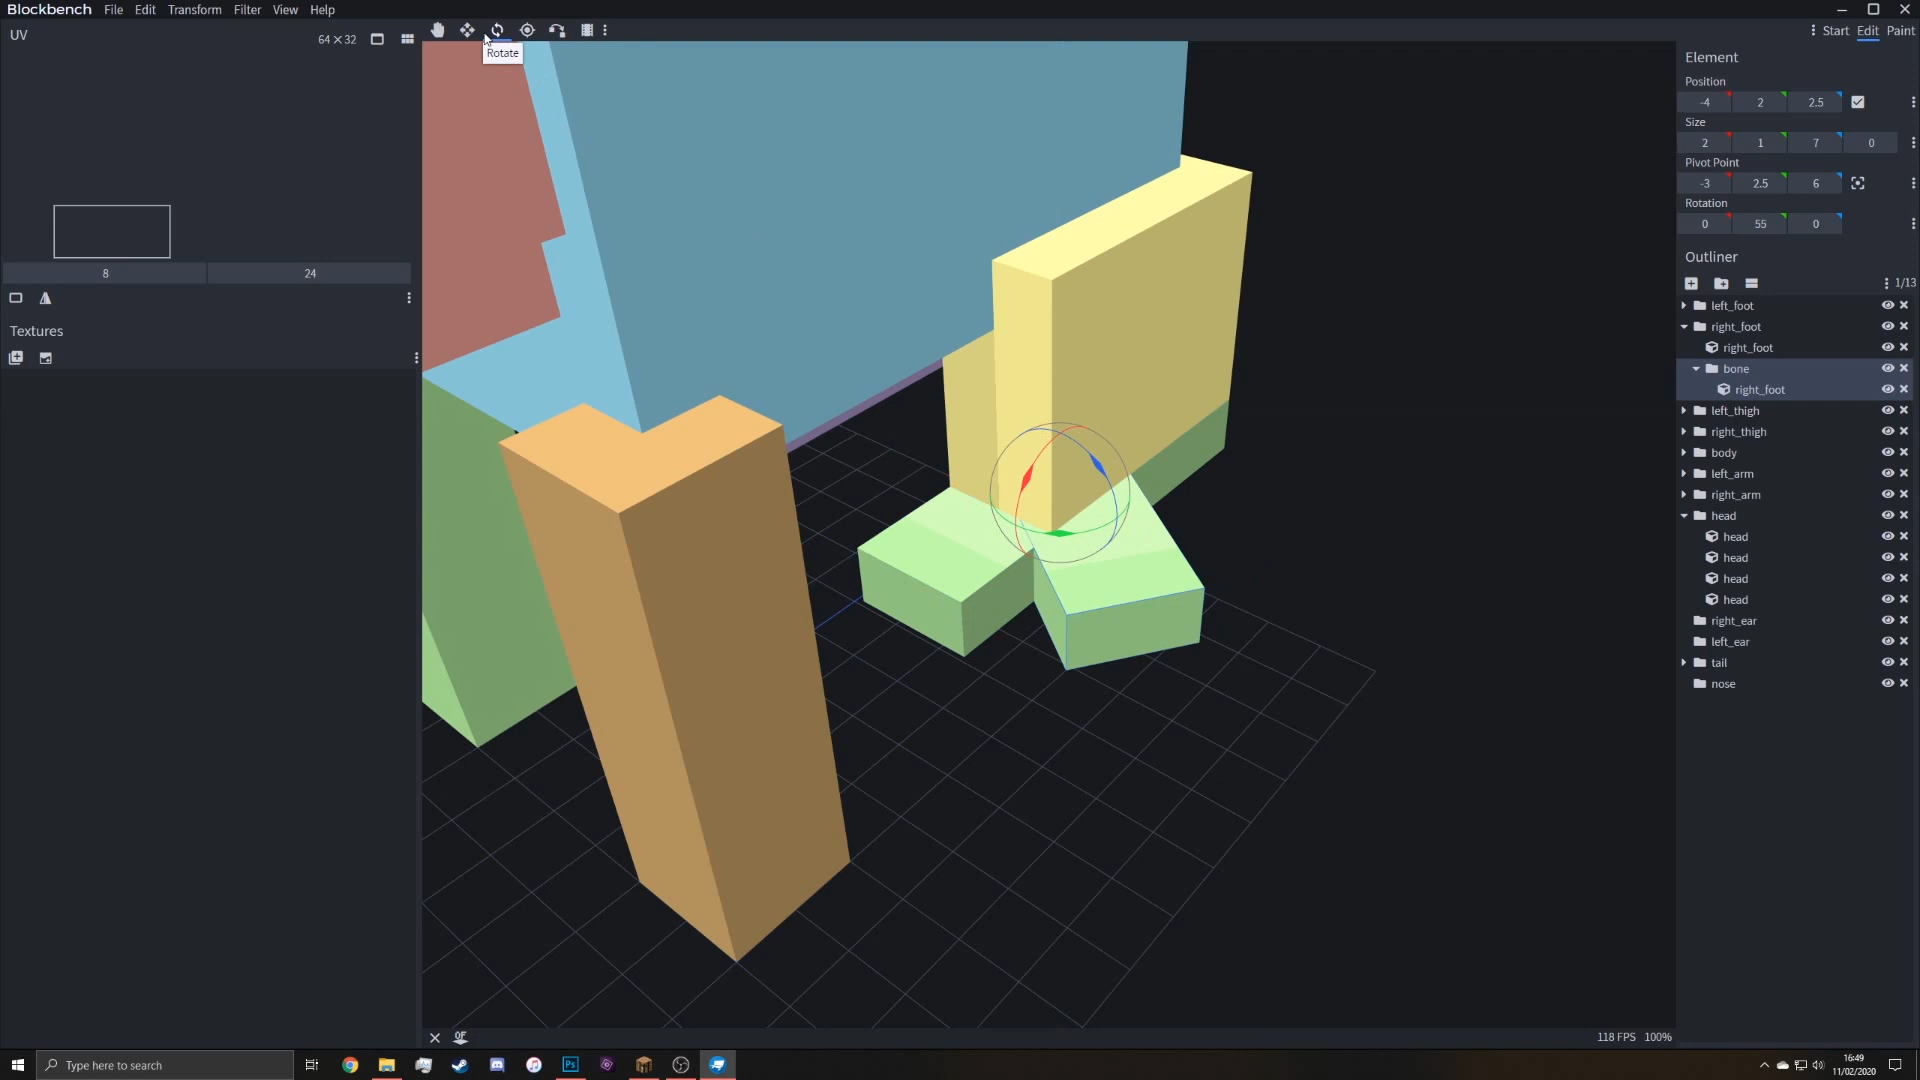 Blockbench File Edit Transform Filter View Help
UV
64 × 32
Rotate
Start Edit Paint
Element
Position
-4 2 2.5
Size
2 1 7 0
Pivot Point
-3 2.5 6
Rotation
0 55 0
Outliner
1/13
left_foot
right_foot
right_foot
bone
right_foot
left_thigh
right_thigh
body
left_arm
right_arm
head
head
head
head
head
right_ear
left_ear
tail
nose
8 24
Textures
118 FPS 100%
Type here to search
Ps
16:49
11/02/2020